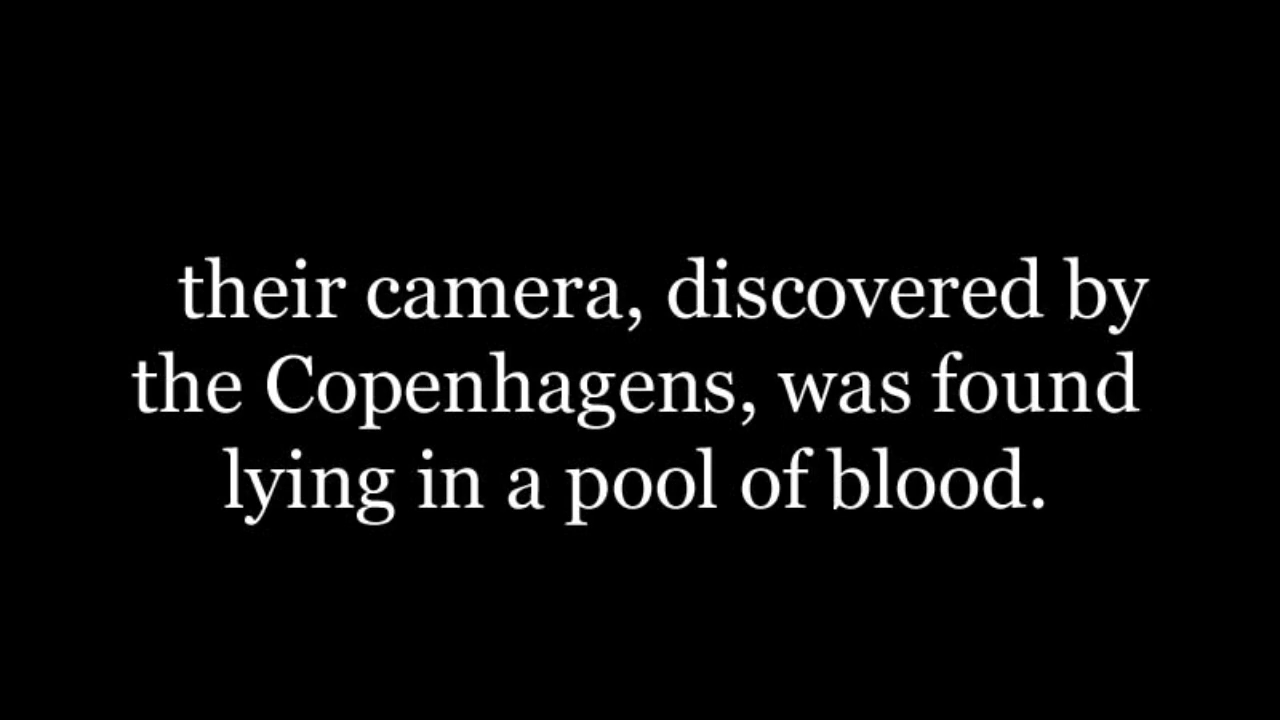 their camera, discovered by
the Copenhagens, was found
lying in a pool of blood.